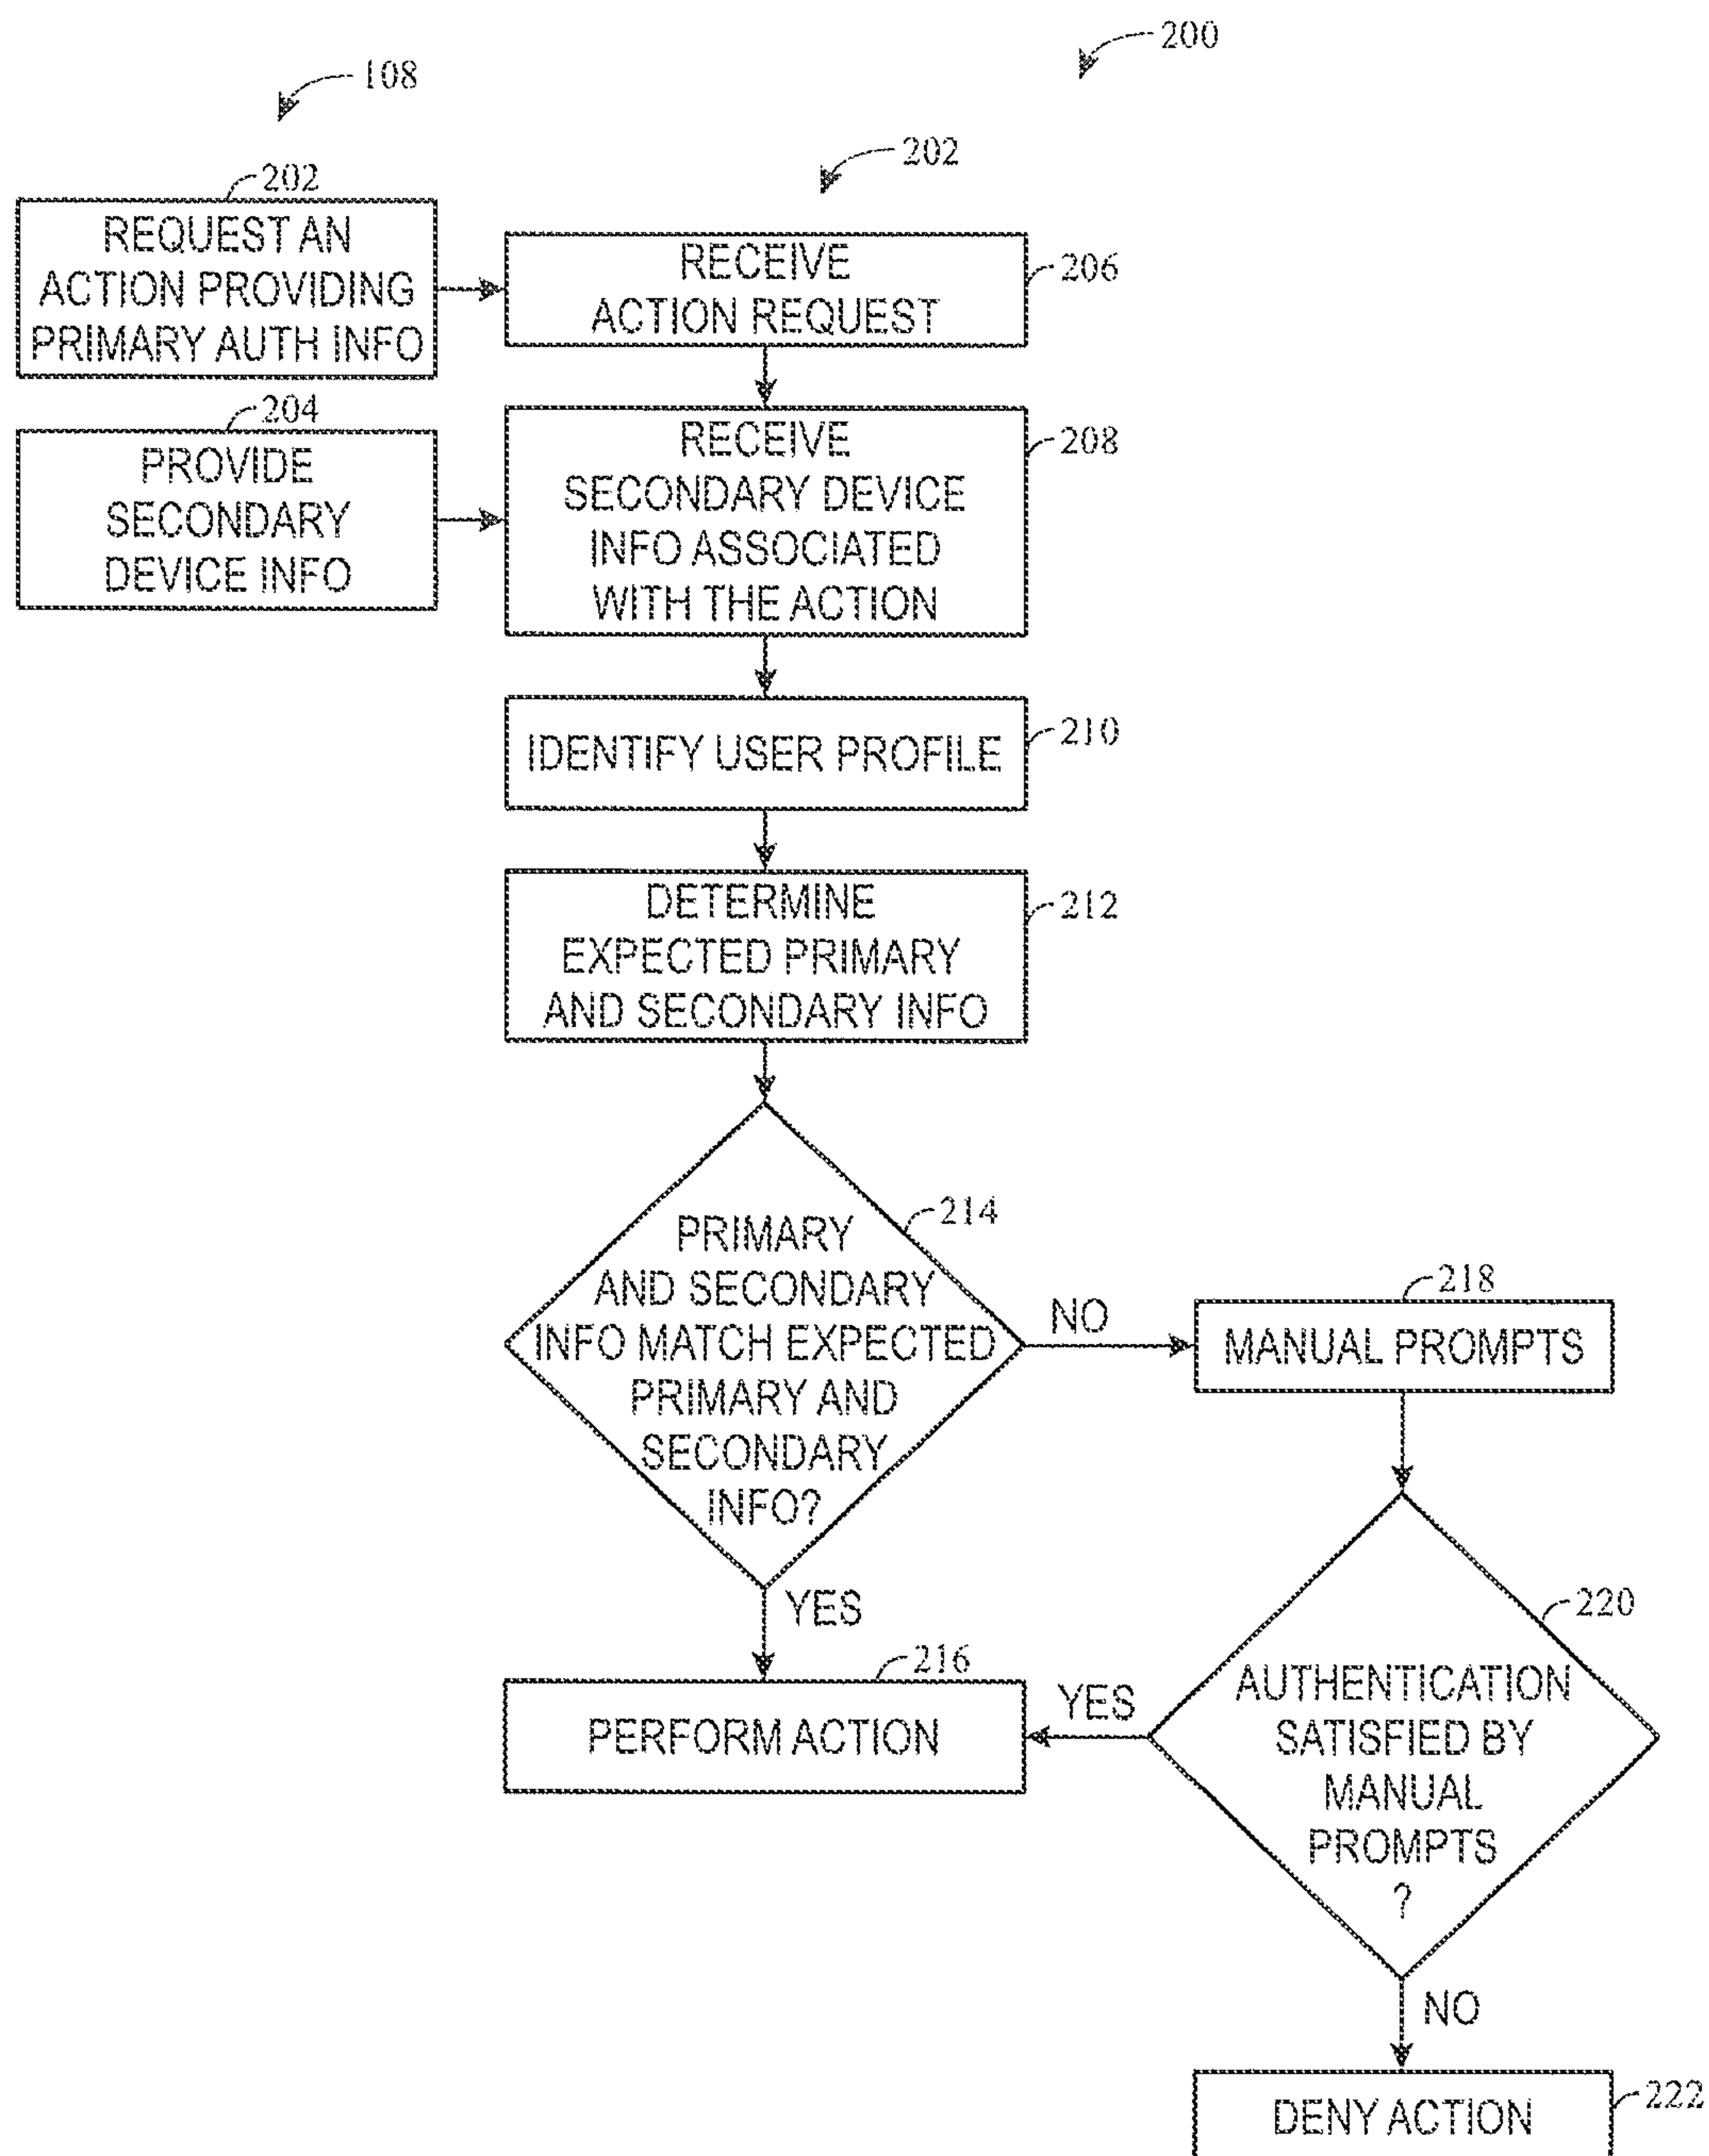 200
108
202
202
REQUEST AN
ACTION PROVIDING
PRIMARY AUTH INFO
RECEIVE
ACTION REQUEST
206
204
PROVIDE
SECONDARY
DEVICE INFO
RECEIVE
SECONDARY DEVICE
INFO ASSOCIATED
WITH THE ACTION
208
IDENTIFY USER PROFILE
210
DETERMINE
EXPECTED PRIMARY
AND SECONDARY INFO
212
214
PRIMARY
AND SECONDARY
INFO MATCH EXPECTED
PRIMARY AND
SECONDARY
INFO?
NO
218
MANUAL PROMPTS
YES
216
PERFORM ACTION
YES
220
AUTHENTICATION
SATISFIED BY
MANUAL
PROMPTS
?
NO
DENY ACTION
222